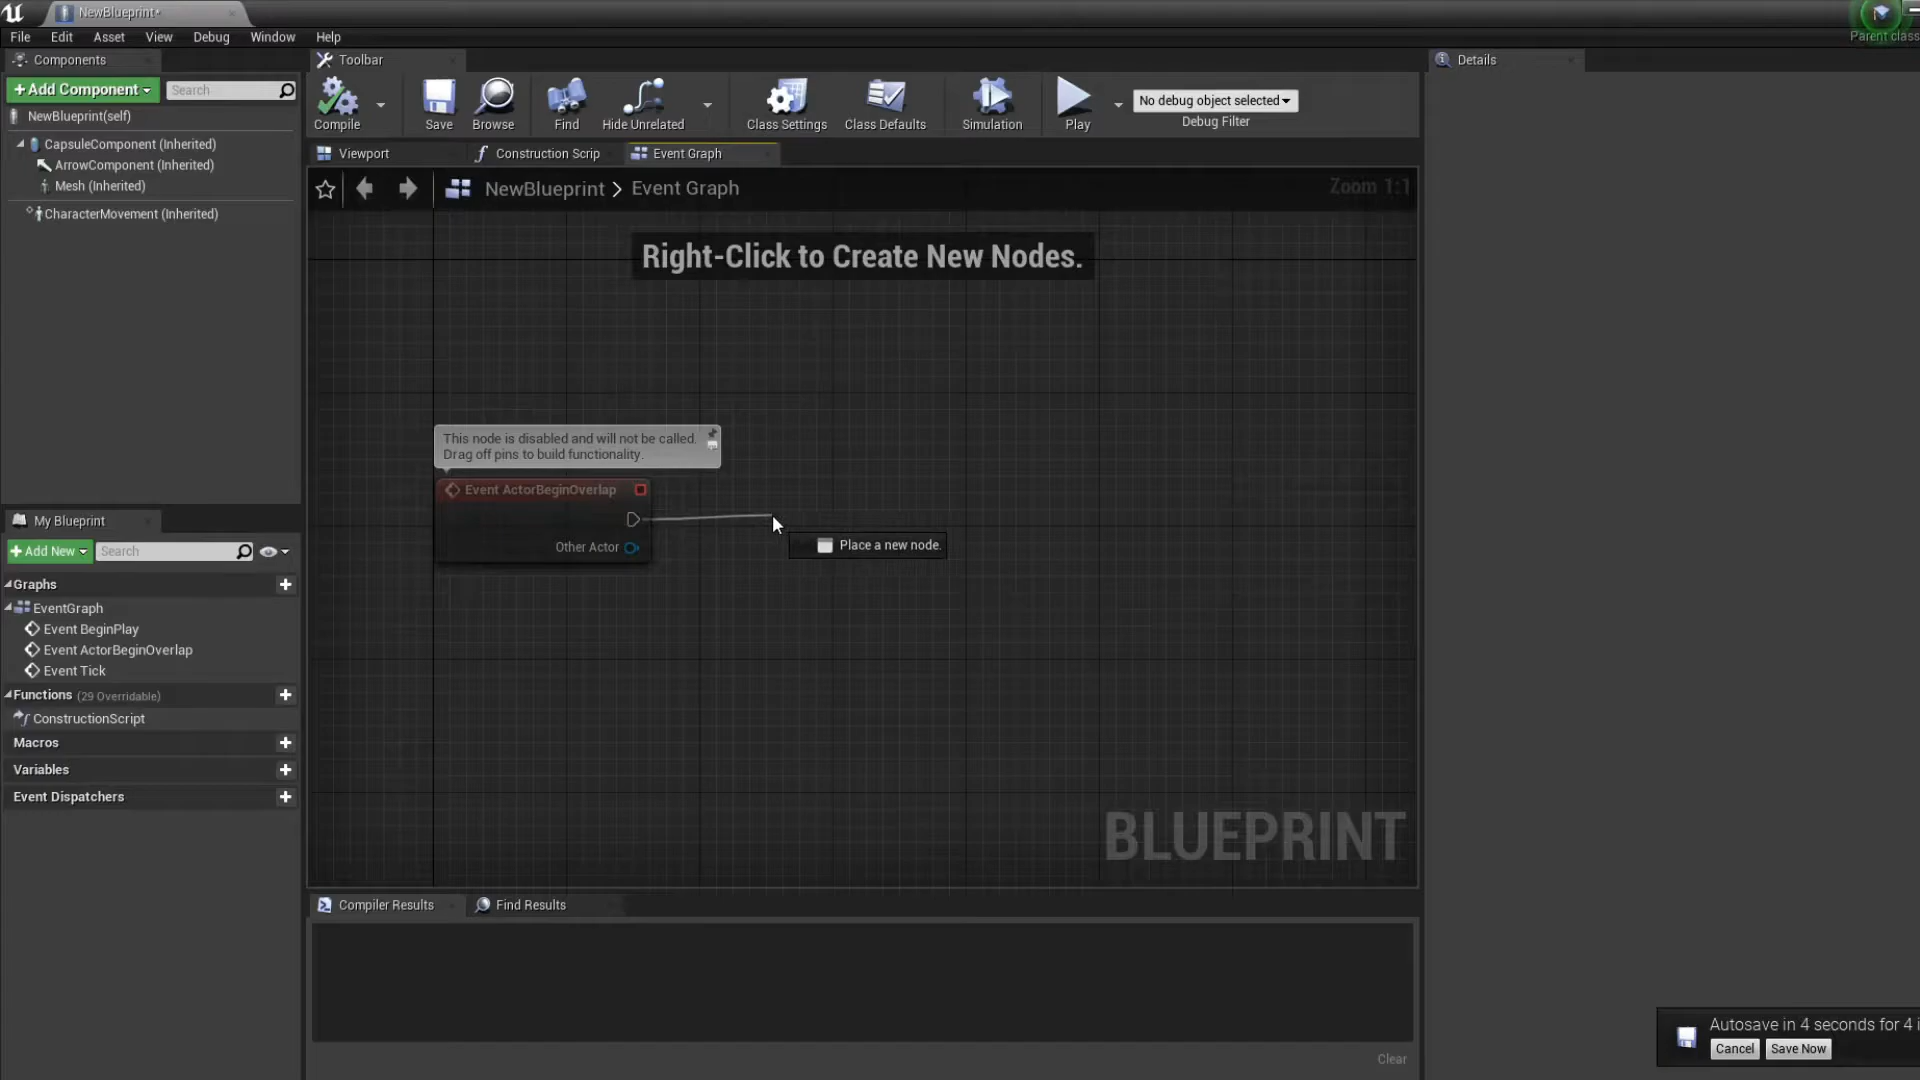 NewBlueprint*
File Edit Asset View Debug Window Help
Parent class
Components
+Add Component
Search
NewBlueprint(self)
CapsuleComponent (Inherited)
ArrowComponent (Inherited)
Mesh (Inherited)
CharacterMovement (Inherited)
Toolbar
Compile
Save
Browse
Find
Hide Unrelated
Class Settings
Class Defaults
Simulation
Play
No debug object selected
Debug Filter
Viewport
Construction Scrip
Event Graph
NewBlueprint > Event Graph
Zoom 1:1
Right-Click to Create New Nodes.
This node is disabled and will not be called.
Drag off pins to build functionality.
Event ActorBeginOverlap
Other Actor
Place a new node.
BLUEPRINT
My Blueprint
+Add New
Search
Graphs
EventGraph
Event BeginPlay
Event ActorBeginOverlap
Event Tick
Functions (29 Overridable)
ConstructionScript
Macros
Variables
Event Dispatchers
Compiler Results
Find Results
Clear
Details
Autosave in 4 seconds for 4
Cancel
Save Now